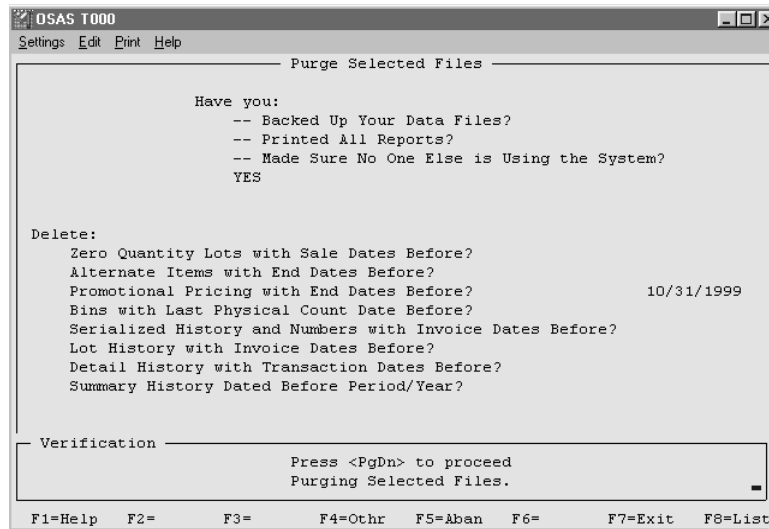 OSAS T000
Settings Edit Print Help
Purge Selected Files
Have you:
-- Backed Up Your Data Files?
-- Printed All Reports?
-- Made Sure No One Else is Using the System?
YES
Delete:
Zero Quantity Lots with Sale Dates Before?
Alternate Items with End Dates Before?
Promotional Pricing with End Dates Before? 10/31/1999
Bins with Last Physical Count Date Before?
Serialized History and Numbers with Invoice Dates Before?
Lot History with Invoice Dates Before?
Detail History with Transaction Dates Before?
Summary History Dated Before Period/Year?
Verification
Press <PgDn> to proceed
Purging Selected Files.
F1=Help F2= F3= F4=Othr F5=Aban F6= F7=Exit F8=List